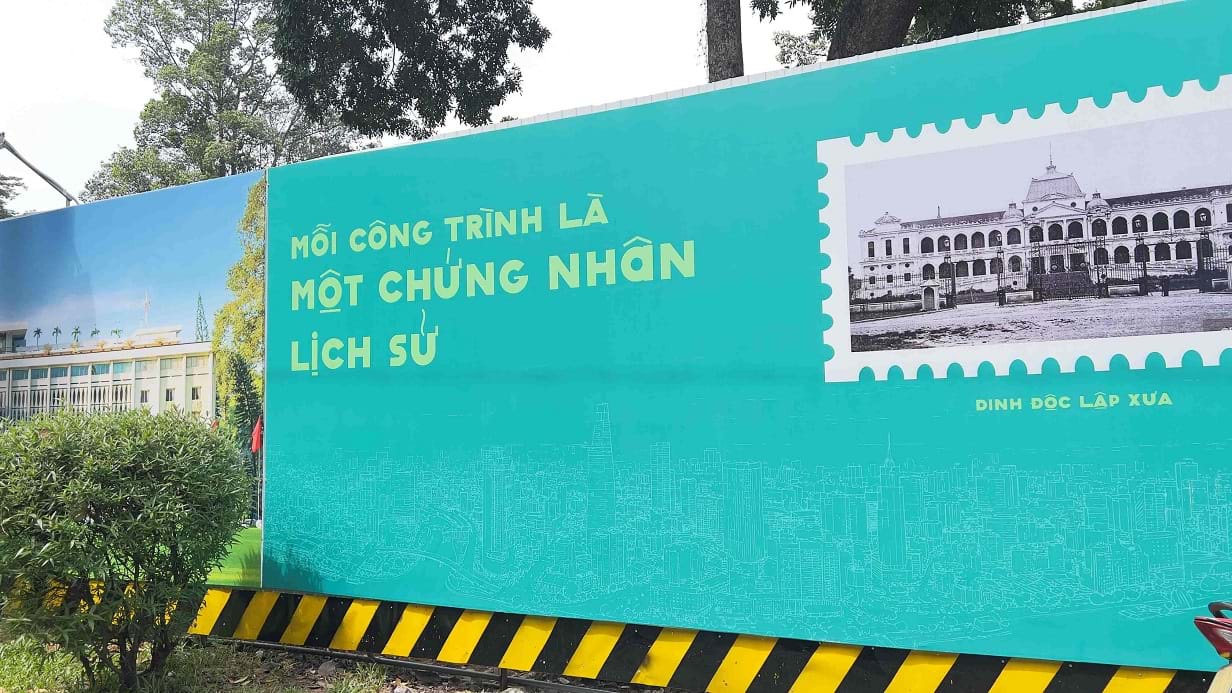 MỖI CÔNG TRÌNH LÀ
MỘT CHỨNG NHÂN
LỊCH SỬ
DINH ĐỘC LẬP XƯA